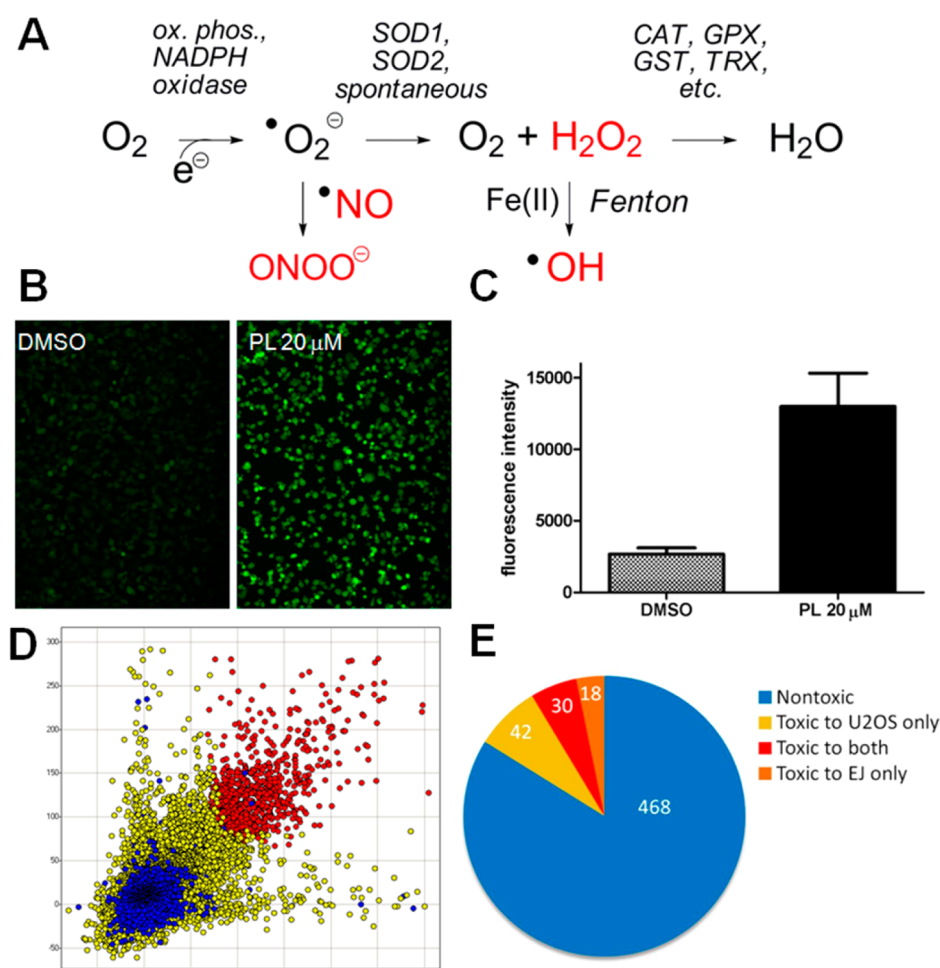 A
ox. phos.,
NADPH
oxidase
SOD1,
SOD2,
spontaneous
CAT, GPX,
GST, TRX,
etc.
O₂
e⊖
•O₂⊖
O₂ + H₂O₂
H₂O
•NO
ONOO⊖
Fe(II)
Fenton
•OH
B
DMSO
PL 20 μM
C
fluorescence intensity
15000
10000
5000
0
DMSO
PL 20 μM
D
300
250
200
150
100
50
0
-50
E
18
30
42
468
Nontoxic
Toxic to U2OS only
Toxic to both
Toxic to EJ only